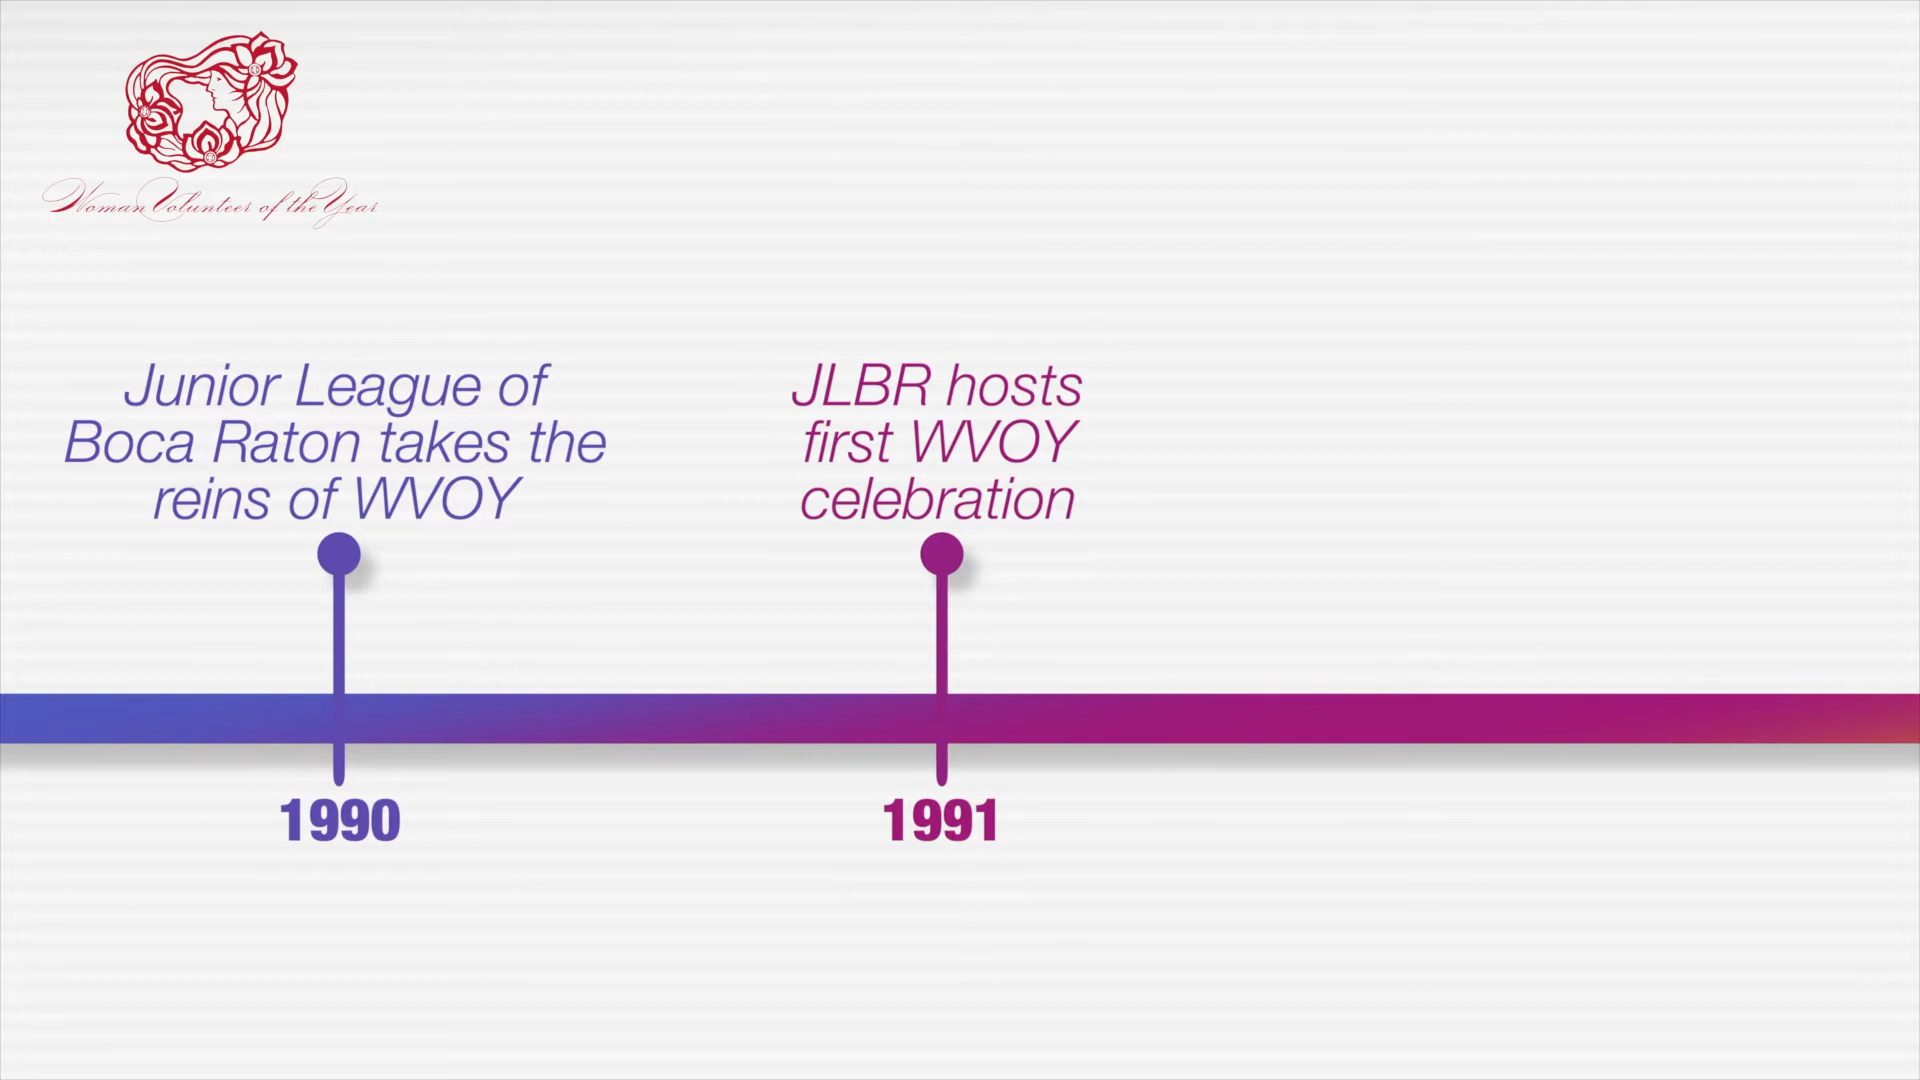 Woman Volunteer of the Year
Junior League of
Boca Raton takes the
reins of WVOY
JLBR hosts
first WVOY
celebration
1990
1991